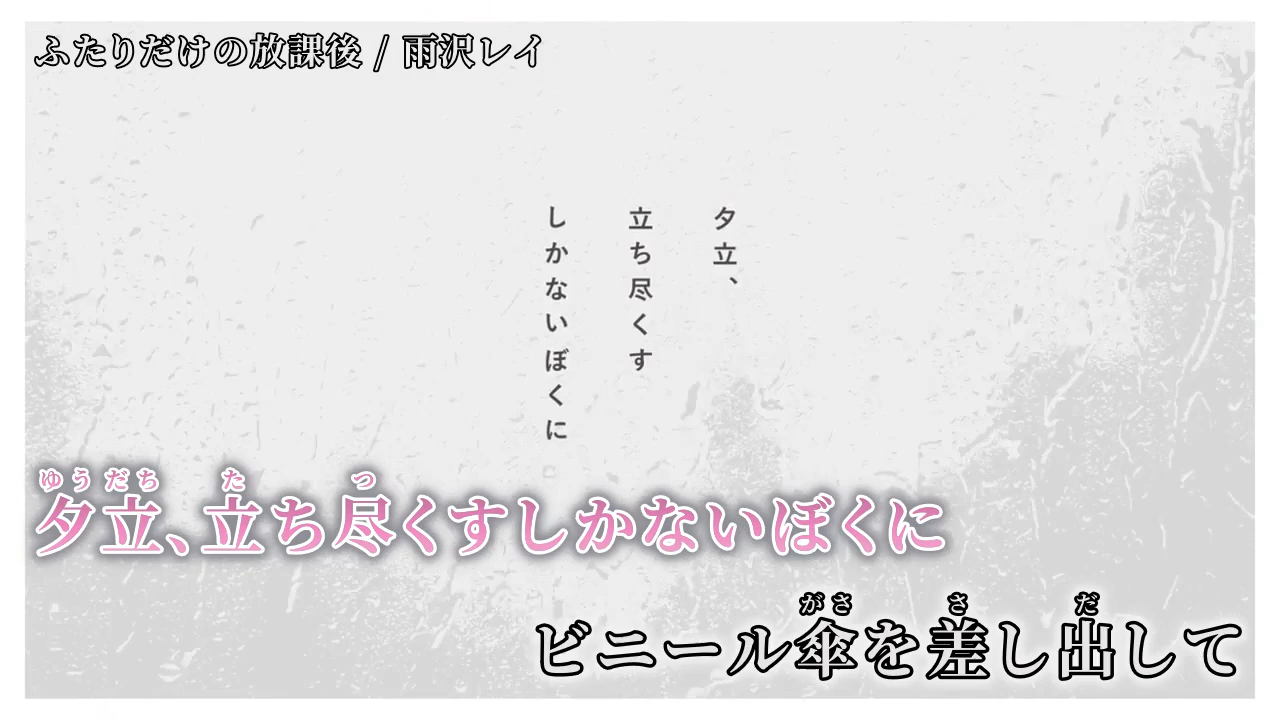 ふたりだけの放課後 / 雨沢レイ
夕立、
立ち尽くす
しかないぼくに
ゆうだち た つ
夕立、立ち尽くすしかないぼくに
がさ さ だ
ビニール傘を差し出して